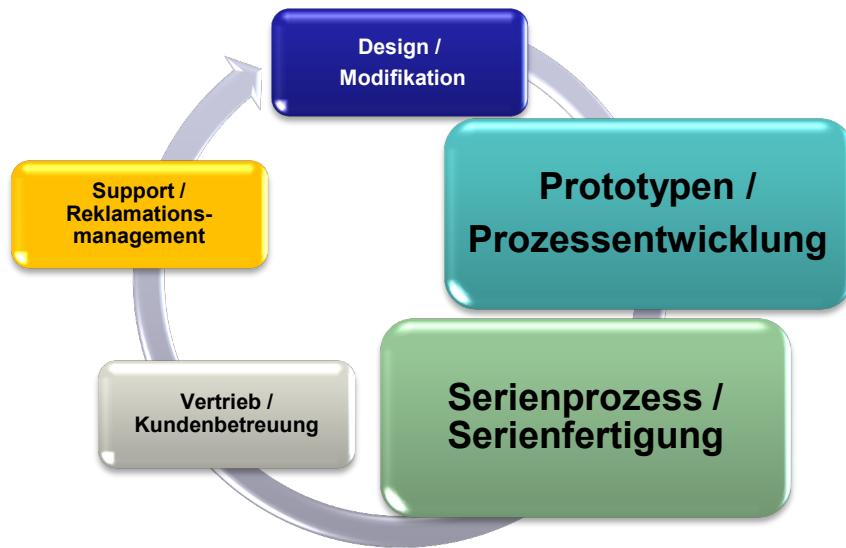 Design /
Modifikation
Prototypen /
Prozessentwicklung
Serienprozess /
Serienfertigung
Vertrieb /
Kundenbetreuung
Support /
Reklamations-
management